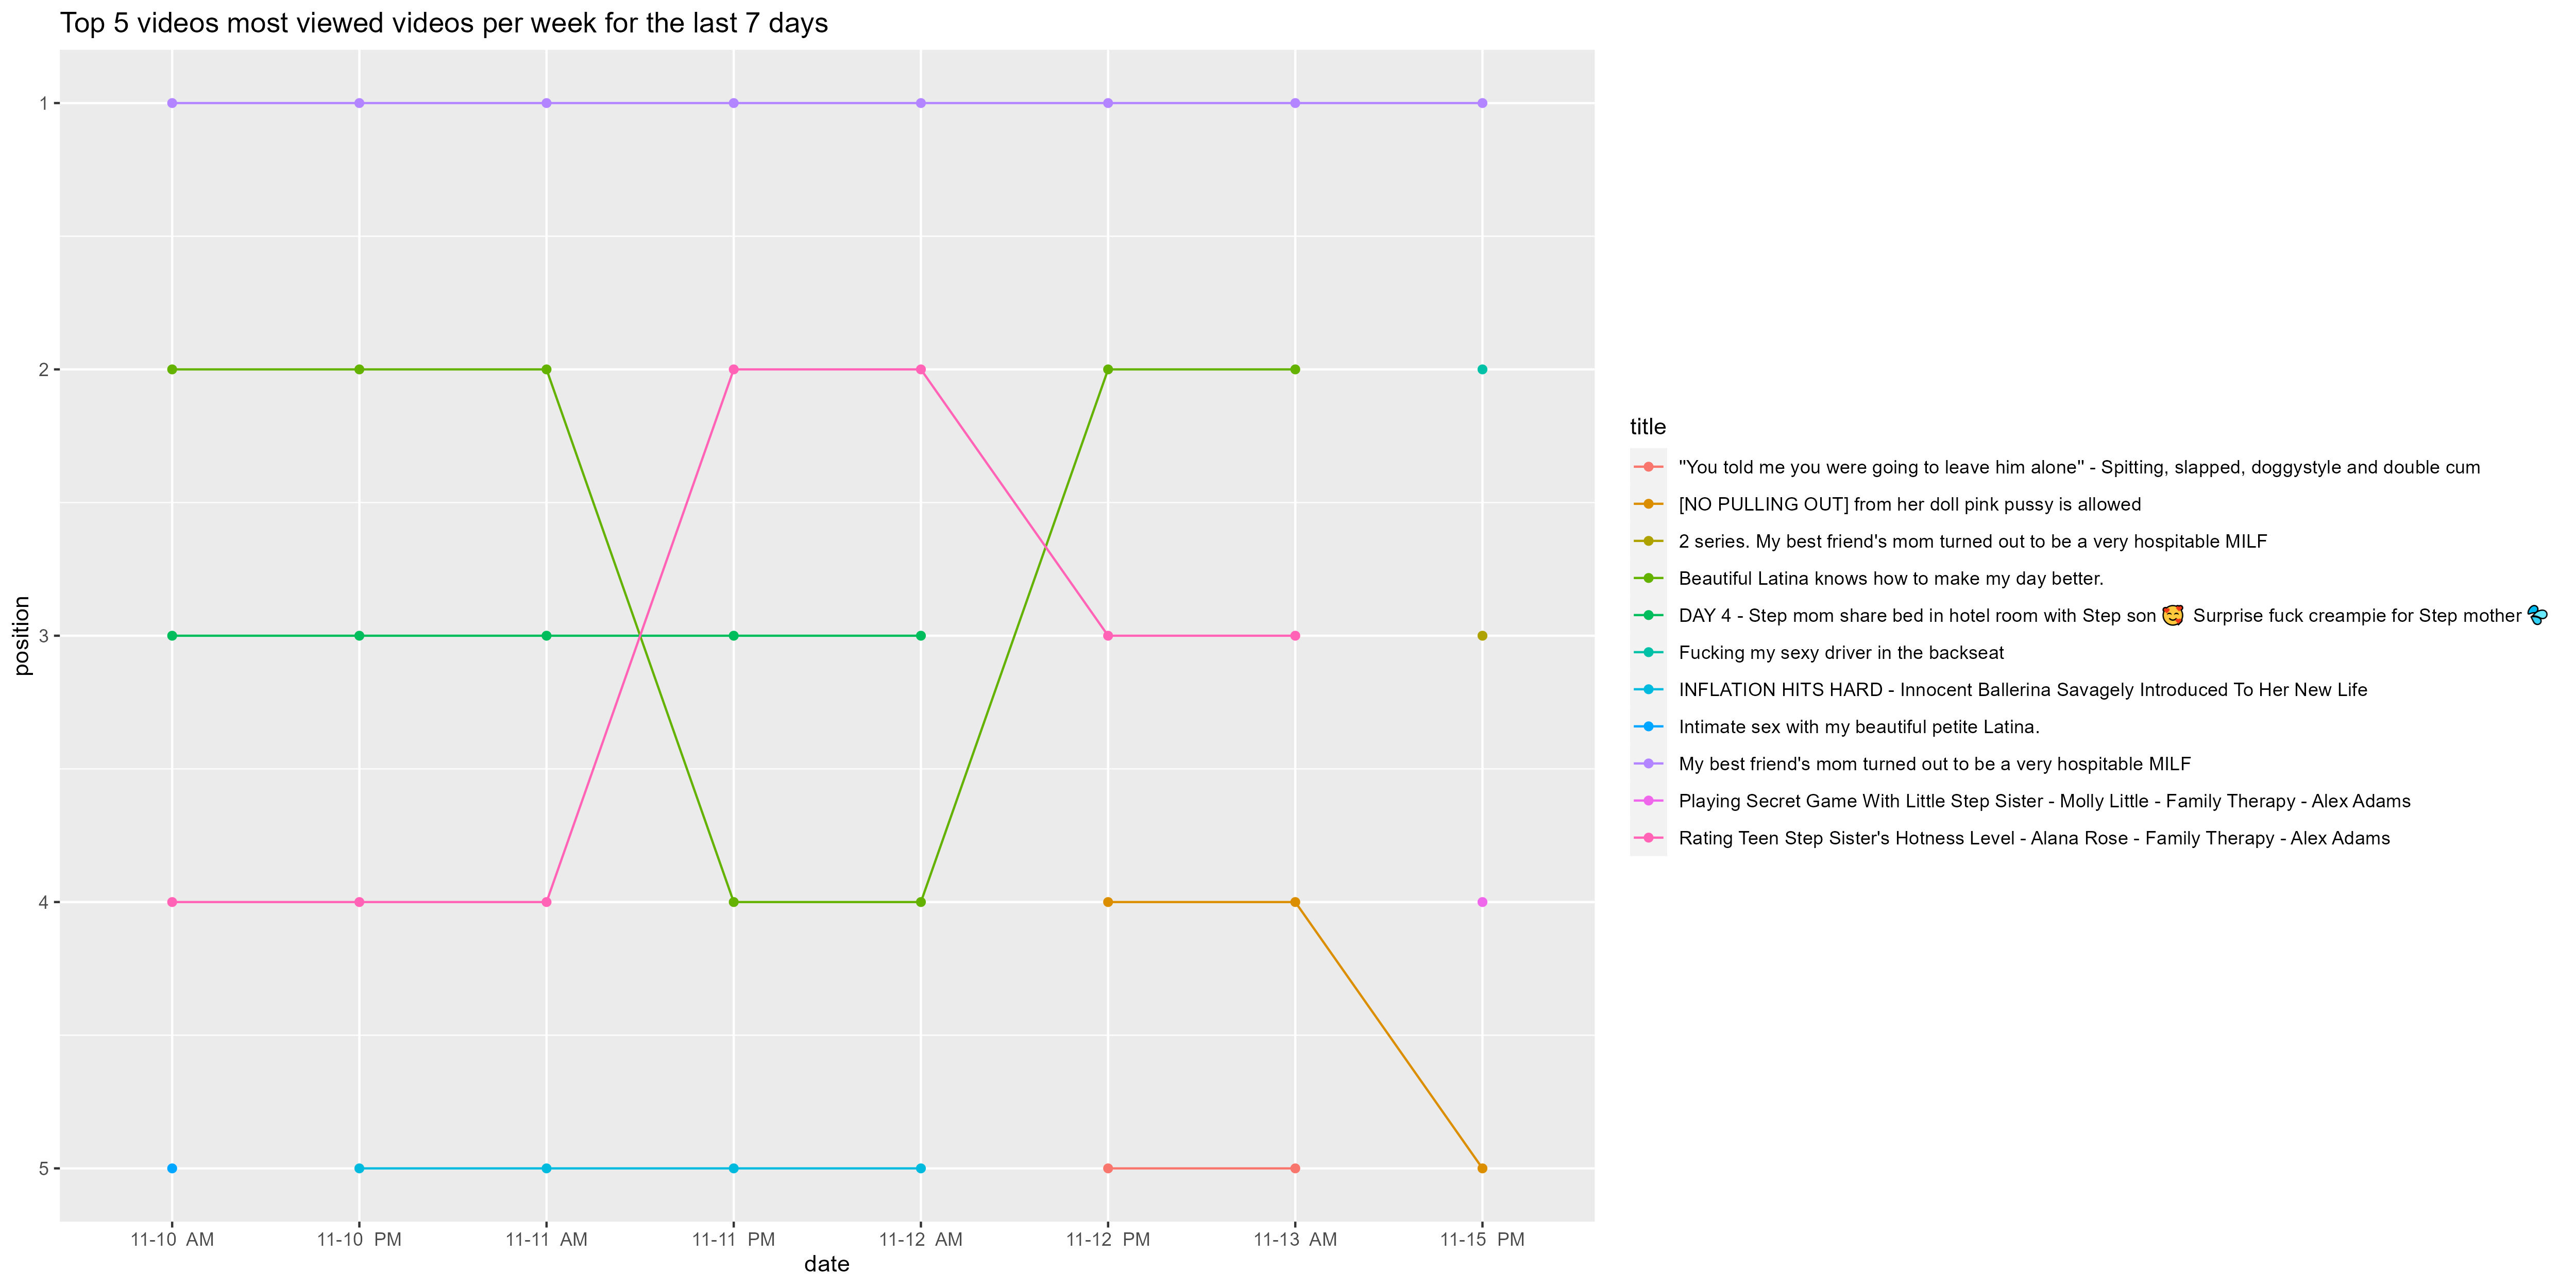 Top 5 videos most viewed videos per week for the last 7 days
1
2
3
4
5
position
11-10 AM
11-10 PM
11-11 AM
11-11 PM
11-12 AM
11-12 PM
11-13 AM
11-15 PM
date
title
"You told me you were going to leave him alone" - Spitting, slapped, doggystyle and double cum
[NO PULLING OUT] from her doll pink pussy is allowed
2 series. My best friend's mom turned out to be a very hospitable MILF
Beautiful Latina knows how to make my day better.
DAY 4 - Step mom share bed in hotel room with Step son 🥰 Surprise fuck creampie for Step mother 💦
Fucking my sexy driver in the backseat
INFLATION HITS HARD - Innocent Ballerina Savagely Introduced To Her New Life
Intimate sex with my beautiful petite Latina.
My best friend's mom turned out to be a very hospitable MILF
Playing Secret Game With Little Step Sister - Molly Little - Family Therapy - Alex Adams
Rating Teen Step Sister's Hotness Level - Alana Rose - Family Therapy - Alex Adams